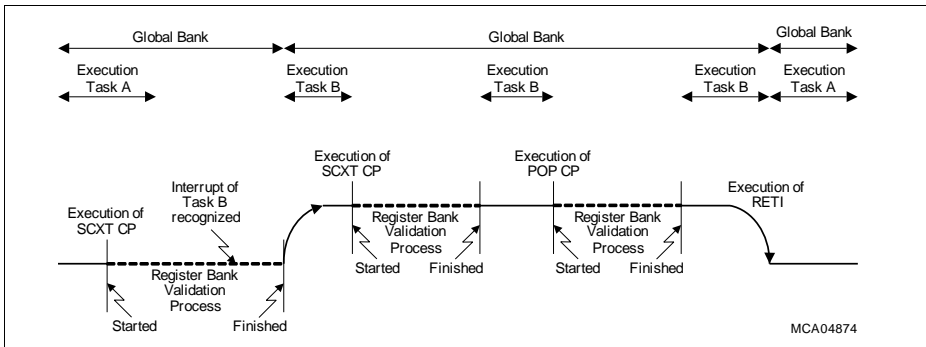 Global Bank
Global Bank
Global Bank
Execution
Task A
Execution
Task B
Execution
Task B
Execution
Task B
Execution
Task A
Execution of
SCXT CP
Interrupt of
Task B
recognized
Execution of
SCXT CP
Execution of
POP CP
Execution of
RETI
Register Bank
Validation
Process
Started
Finished
Register Bank
Validation
Process
Started
Finished
Register Bank
Validation
Process
Started
Finished
MCA04874